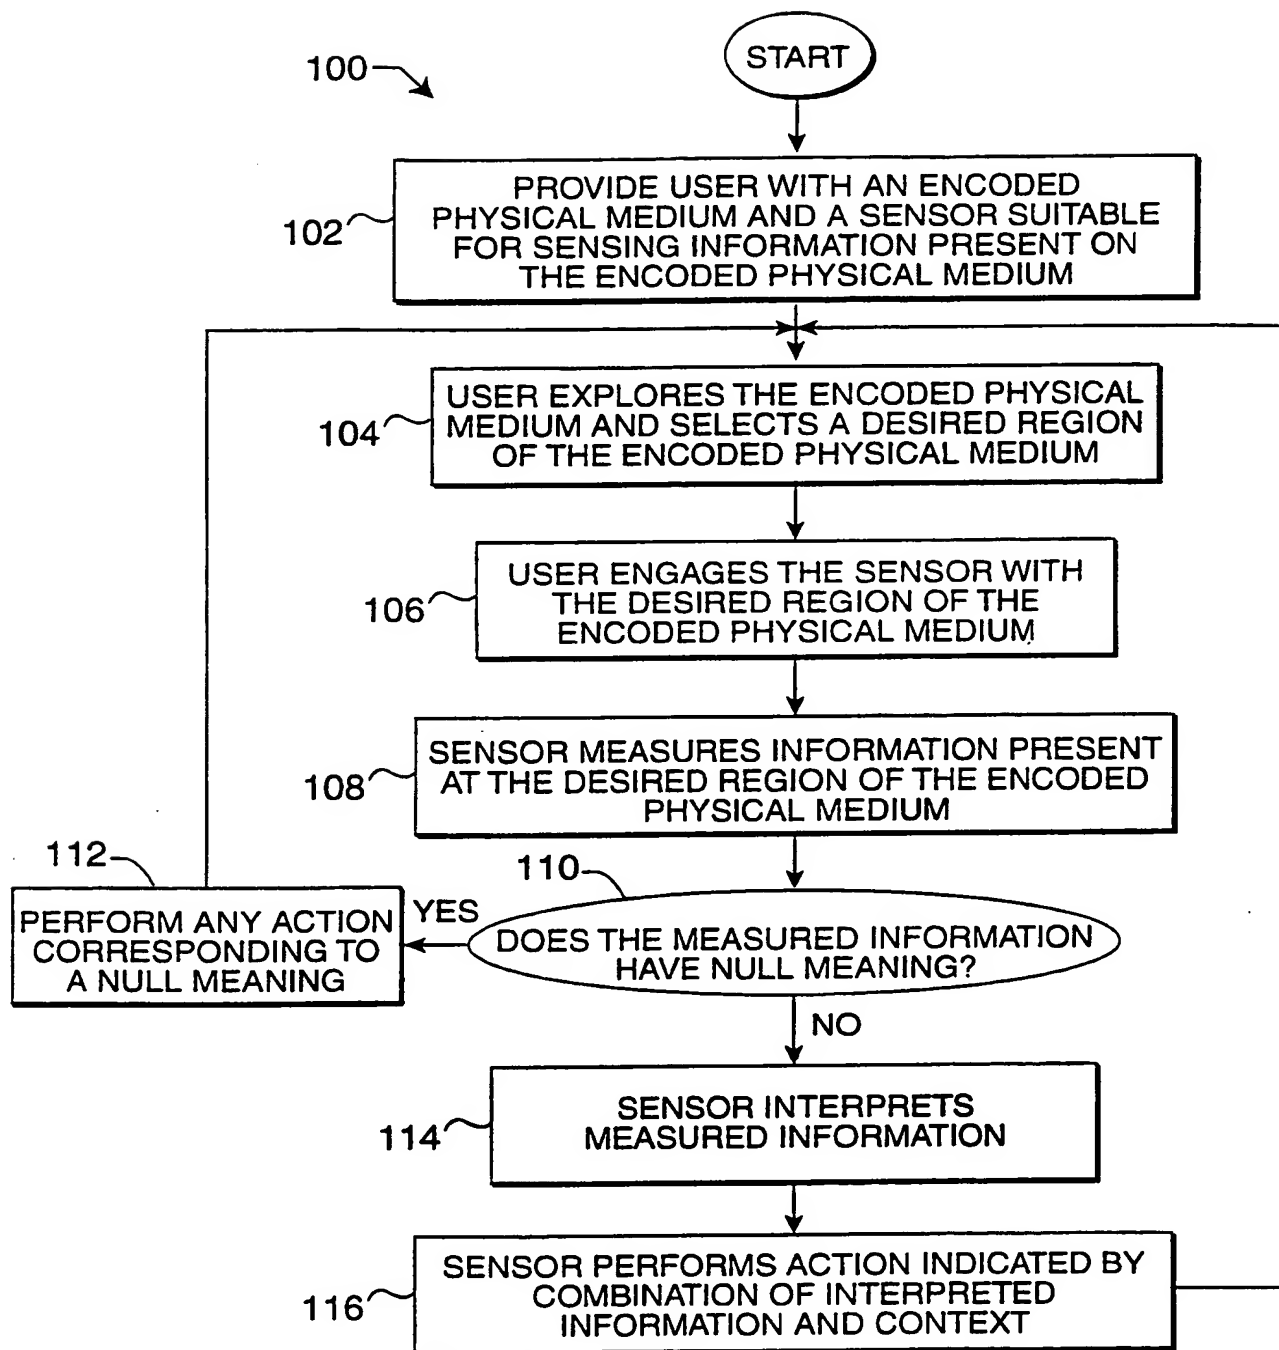 START
100
PROVIDE USER WITH AN ENCODED
PHYSICAL MEDIUM AND A SENSOR SUITABLE
FOR SENSING INFORMATION PRESENT ON
THE ENCODED PHYSICAL MEDIUM
102
USER EXPLORES THE ENCODED PHYSICAL
MEDIUM AND SELECTS A DESIRED REGION
OF THE ENCODED PHYSICAL MEDIUM
104
USER ENGAGES THE SENSOR WITH
THE DESIRED REGION OF THE
ENCODED PHYSICAL MEDIUM
106
SENSOR MEASURES INFORMATION PRESENT
AT THE DESIRED REGION OF THE ENCODED
PHYSICAL MEDIUM
108
110
DOES THE MEASURED INFORMATION
HAVE NULL MEANING?
YES
112
PERFORM ANY ACTION
CORRESPONDING TO
A NULL MEANING
NO
SENSOR INTERPRETS
MEASURED INFORMATION
114
SENSOR PERFORMS ACTION INDICATED BY
COMBINATION OF INTERPRETED
INFORMATION AND CONTEXT
116